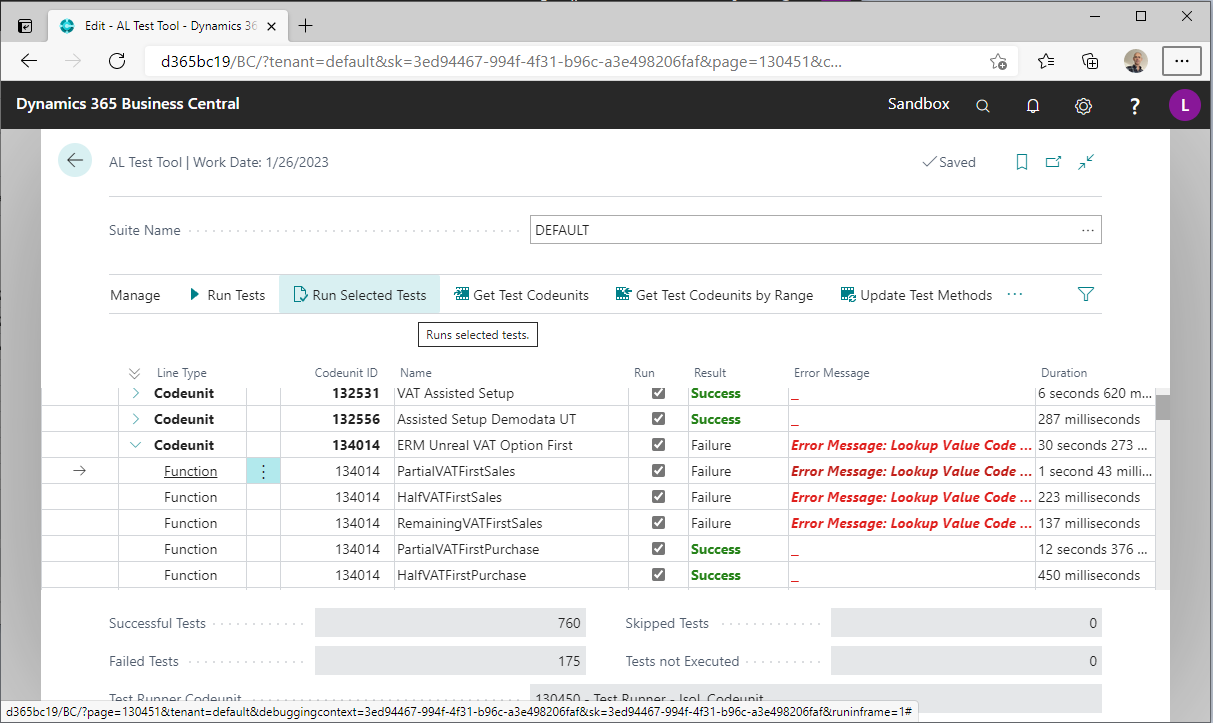 Edit - AL Test Tool - Dynamics 36
d365bc19/BC/?tenant=default&sk=3ed94467-994f-4f31-b96c-a3e498206faf&page=130451&c...
Dynamics 365 Business Central Sandbox ? L
AL Test Tool | Work Date: 1/26/2023 Saved
Suite Name DEFAULT ...
Manage Run Tests Run Selected Tests Get Test Codeunits Get Test Codeunits by Range Update Test Methods ...
Runs selected tests.
Line Type Codeunit ID Name Run Result Error Message Duration
Codeunit 132531 VAT Assisted Setup Success _ 6 seconds 620 m...
Codeunit 132556 Assisted Setup Demodata UT Success _ 287 milliseconds
Codeunit 134014 ERM Unreal VAT Option First Failure Error Message: Lookup Value Code ... 30 seconds 273 ...
Function 134014 PartialVATFirstSales Failure Error Message: Lookup Value Code ... 1 second 43 milli...
Function 134014 HalfVATFirstSales Failure Error Message: Lookup Value Code ... 223 milliseconds
Function 134014 RemainingVATFirstSales Failure Error Message: Lookup Value Code ... 137 milliseconds
Function 134014 PartialVATFirstPurchase Success _ 12 seconds 376 ...
Function 134014 HalfVATFirstPurchase Success _ 450 milliseconds
Successful Tests 760 Skipped Tests 0
Failed Tests 175 Tests not Executed 0
Test Runner Codeunit 130450 - Test Runner - Isol. Codeunit
d365bc19/BC/?page=130451&tenant=default&debuggingcontext=3ed94467-994f-4f31-b96c-a3e498206faf&sk=3ed94467-994f-4f31-b96c-a3e498206faf&runinframe=1#